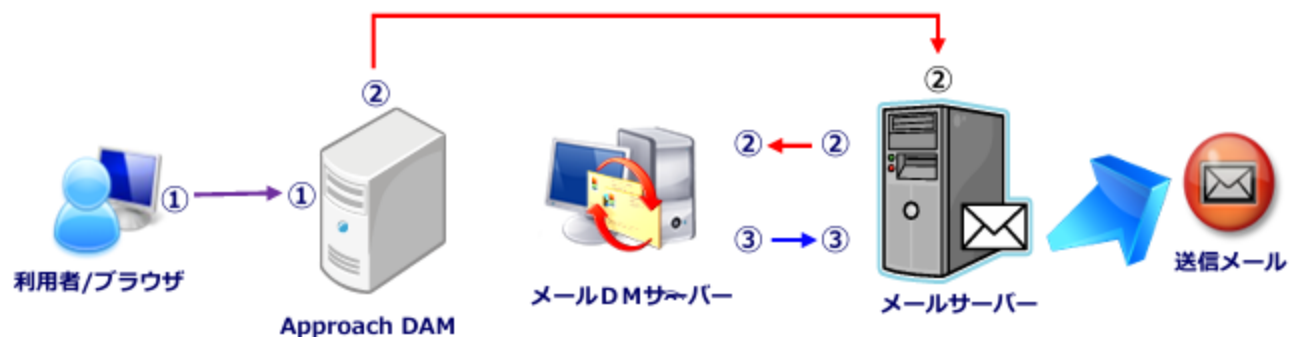 ②
②
② ②
① ①
③ ③
送信メール
利用者/ブラウザ
メールDMサーバー
メールサーバー
Approach DAM